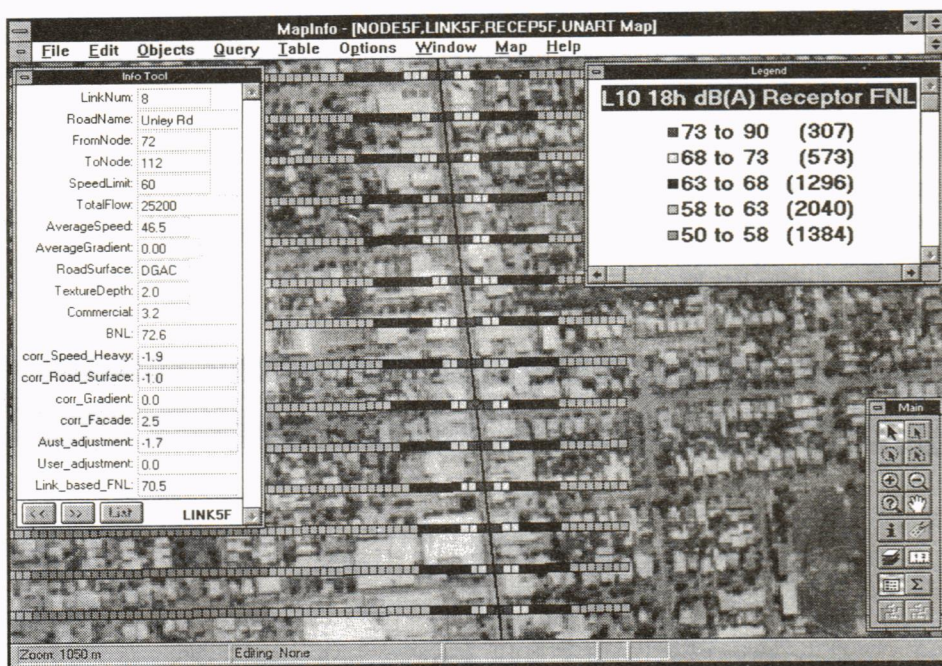 MapInfo - [NODE5F,LINK5F,RECEP5F,UNART Map]
File Edit Objects Query Table Options Window Map Help
Info Tool
LinkNum: 8
RoadName: Unley Rd
FromNode: 72
ToNode: 112
SpeedLimit: 60
TotalFlow: 25200
AverageSpeed: 46.5
AverageGradient: 0.00
RoadSurface: DGAC
TextureDepth: 2.0
Commercial: 3.2
BNL: 72.6
corr_Speed_Heavy: -1.9
corr_Road_Surface: -1.0
corr_Gradient: 0.0
corr_Facade: 2.5
Aust_adjustment: -1.7
User_adjustment: 0.0
Link_based_FNL: 70.5
<< >> List LINK5F
Legend
L10 18h dB(A) Receptor FNL
73 to 90 (307)
68 to 73 (573)
63 to 68 (1296)
58 to 63 (2040)
50 to 58 (1384)
Main
Zoom: 1050 m Editing: None